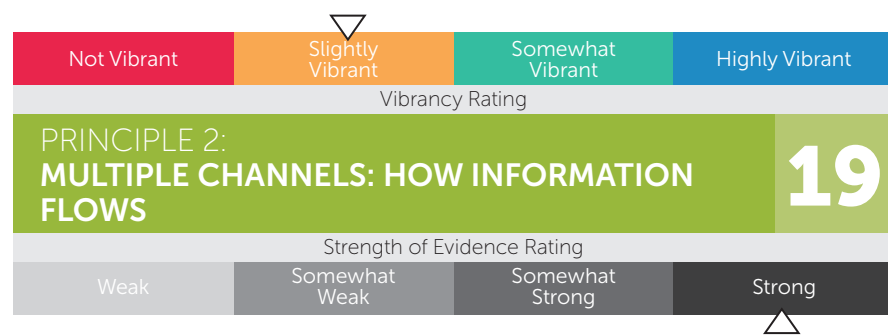 Not Vibrant
Slightly
Vibrant
Somewhat
Vibrant
Highly Vibrant
Vibrancy Rating
PRINCIPLE 2:
MULTIPLE CHANNELS: HOW INFORMATION
FLOWS
19
Strength of Evidence Rating
Weak
Somewhat
Weak
Somewhat
Strong
Strong